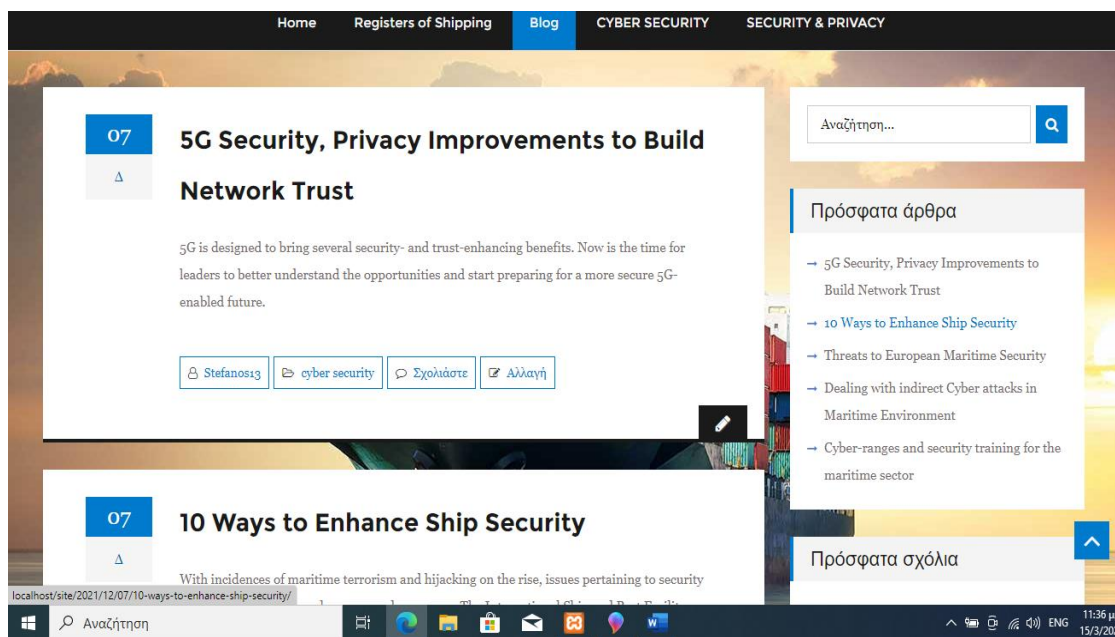 Home Registers of Shipping Blog CYBER SECURITY SECURITY & PRIVACY
07
Δ
5G Security, Privacy Improvements to Build
Network Trust
5G is designed to bring several security- and trust-enhancing benefits. Now is the time for
leaders to better understand the opportunities and start preparing for a more secure 5G-
enabled future.
Stefanos13 cyber security Σχολιάστε Αλλαγή
07
Δ
10 Ways to Enhance Ship Security
With incidences of maritime terrorism and hijacking on the rise, issues pertaining to security
Αναζήτηση...
Πρόσφατα άρθρα
→ 5G Security, Privacy Improvements to
Build Network Trust
→ 10 Ways to Enhance Ship Security
→ Threats to European Maritime Security
→ Dealing with indirect Cyber attacks in
Maritime Environment
→ Cyber-ranges and security training for the
maritime sector
Πρόσφατα σχόλια
localhost/site/2021/12/07/10-ways-to-enhance-ship-security/
Αναζήτηση
ENG
11:36 μ
15/3/20